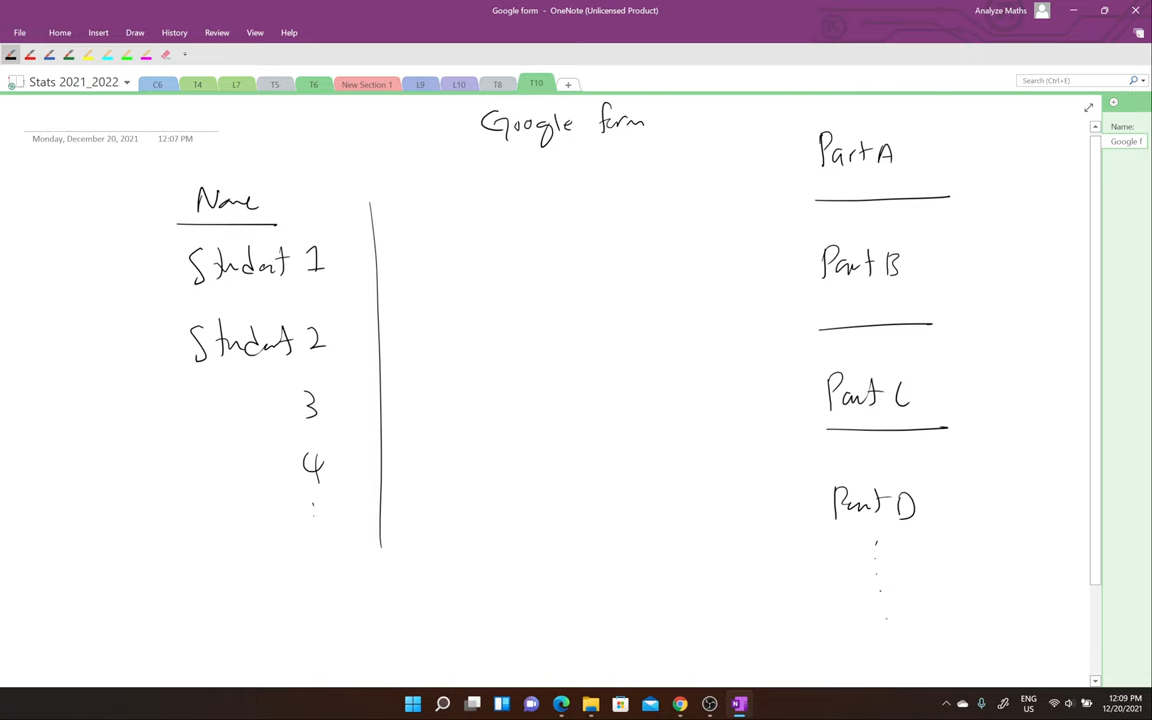 Google form - OneNote (Unlicensed Product)
Analyze Maths
File Home Insert Draw History Review View Help
Stats 2021_2022
C6 T4 L7 T5 T6 New Section 1 L9 L10 T8 T10
Search (Ctrl+E)
Google form
Name:
Google f
Monday, December 20, 2021 12:07 PM
Name
Student 1
Student 2
3
4
Part A
Part B
Part C
Part D
ENG
US
12:09 PM
12/20/2021